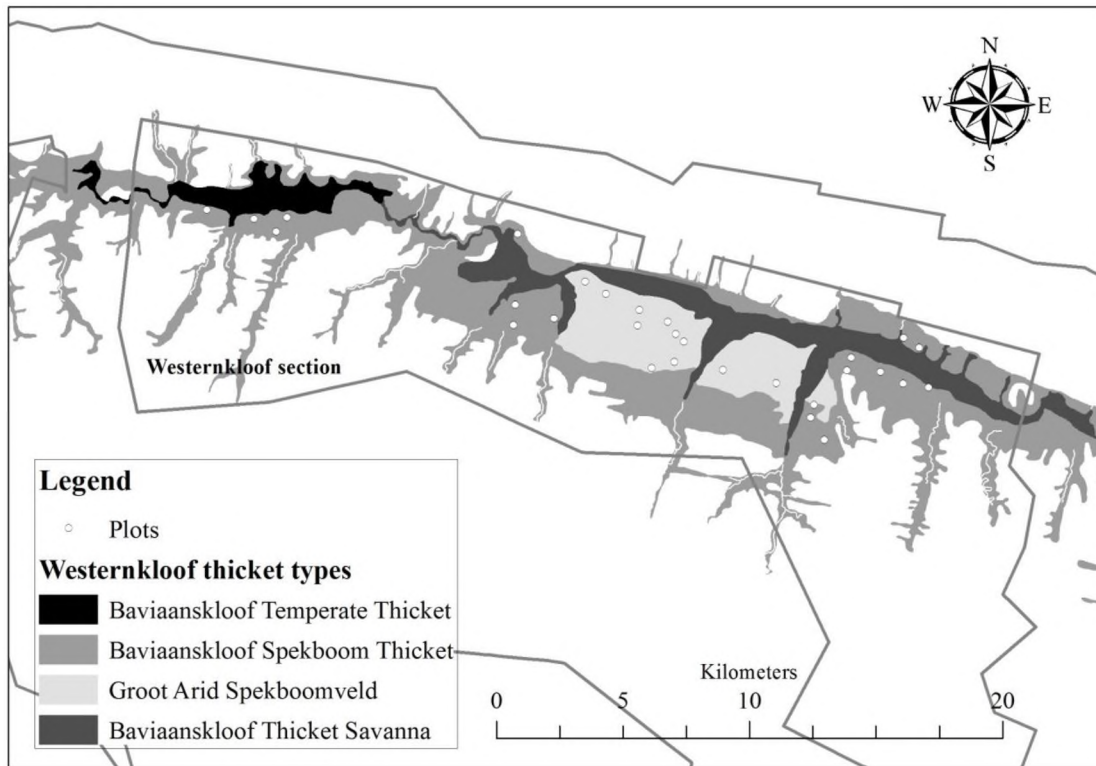 N
W E
S
Westernkloof section
Legend
Plots
Westernkloof thicket types
Baviaanskloof Temperate Thicket
Baviaanskloof Spekboom Thicket
Groot Arid Spekboomveld
Baviaanskloof Thicket Savanna
Kilometers
0 5 10 20